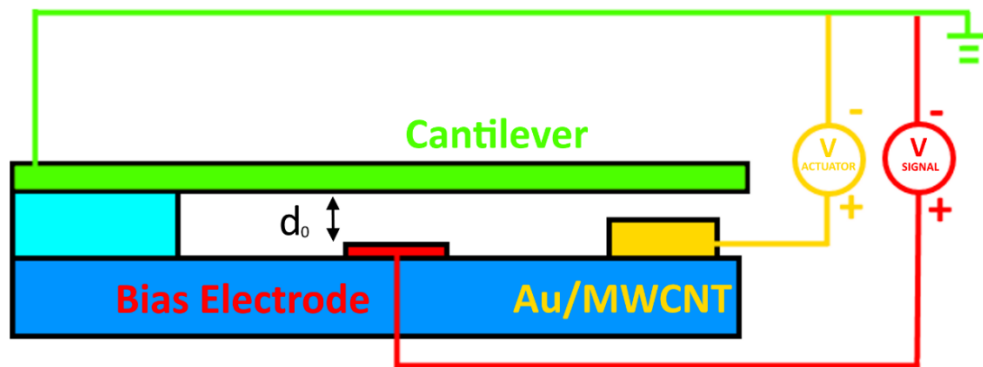 Cantilever
-
-
V
ACTUATOR
V
SIGNAL
+
+
d₀
Bias Electrode
Au/MWCNT